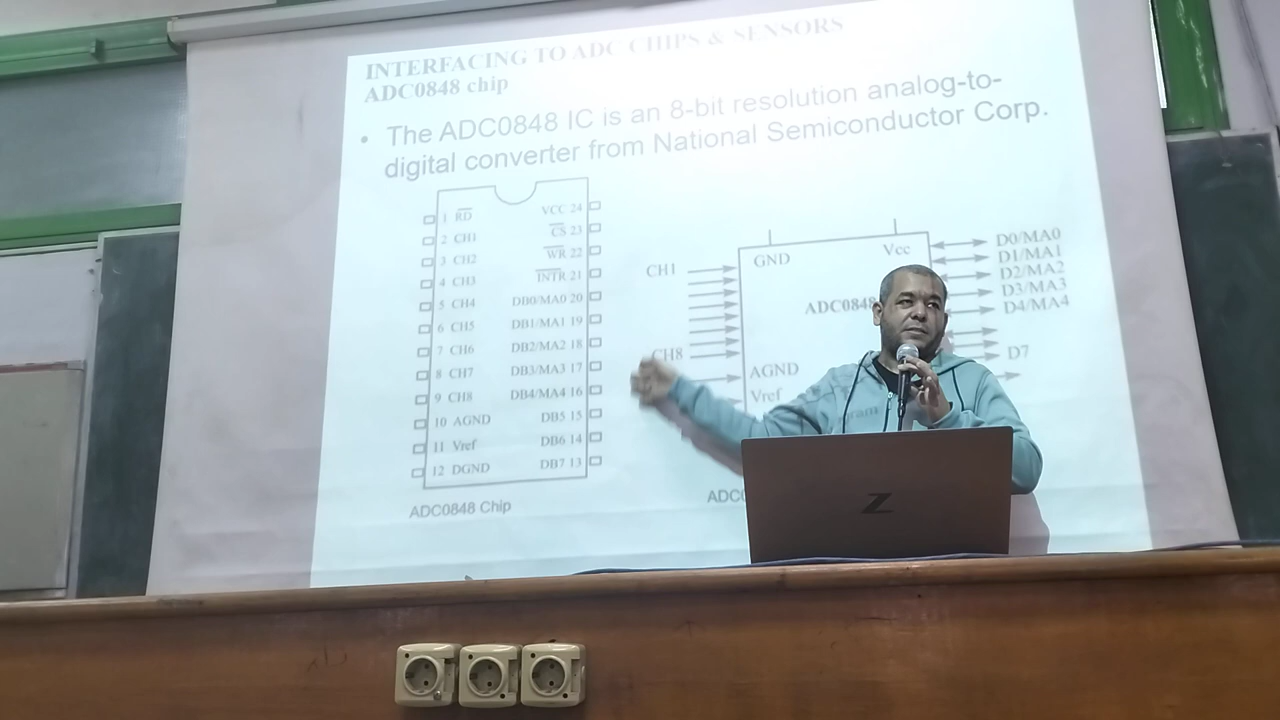 INTERFACING TO ADC CHIPS & SENSORS
ADC0848 chip
• The ADC0848 IC is an 8-bit resolution analog-to-
digital converter from National Semiconductor Corp.
1 RD
2 CH1
3 CH2
4 CH3
5 CH4
6 CH5
7 CH6
8 CH7
9 CH8
10 AGND
11 Vref
12 DGND
VCC 24
CS 23
WR 22
INTR 21
DB0/MA0 20
DB1/MA1 19
DB2/MA2 18
DB3/MA3 17
DB4/MA4 16
DB5 15
DB6 14
DB7 13
ADC0848 Chip
GND
Vcc
CH1
CH8
ADC0848
AGND
Vref
D0/MA0
D1/MA1
D2/MA2
D3/MA3
D4/MA4
D7
Z